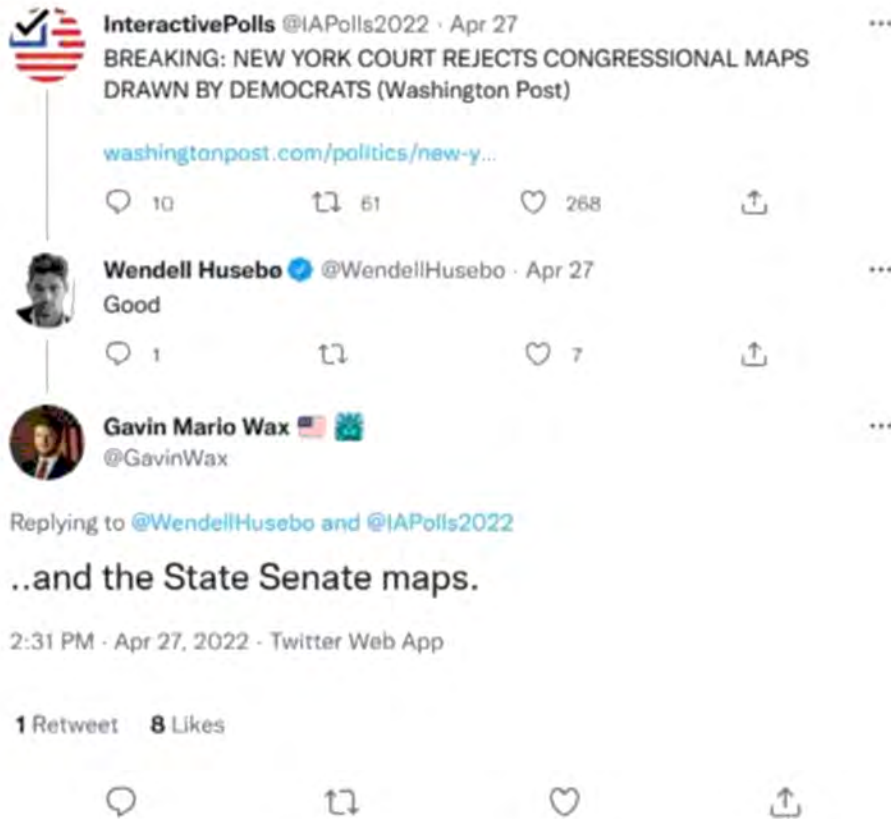 InteractivePolls @IAPolls2022 · Apr 27
BREAKING: NEW YORK COURT REJECTS CONGRESSIONAL MAPS
DRAWN BY DEMOCRATS (Washington Post)
washingtonpost.com/politics/new-y...
10 61 268
Wendell Husebø @WendellHusebo · Apr 27
Good
1 7
Gavin Mario Wax
@GavinWax
Replying to @WendellHusebo and @IAPolls2022
..and the State Senate maps.
2:31 PM · Apr 27, 2022 · Twitter Web App
1 Retweet 8 Likes